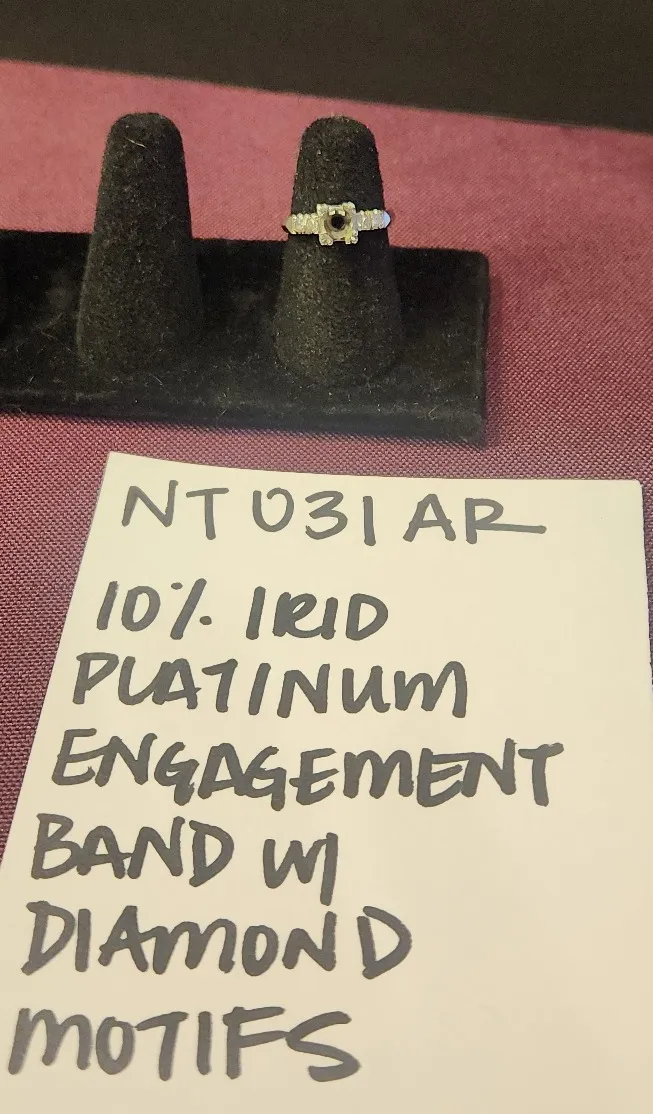 NT031AR
10% IRID
PLATINUM
ENGAGEMENT
BAND W/
DIAMOND
MOTIFS